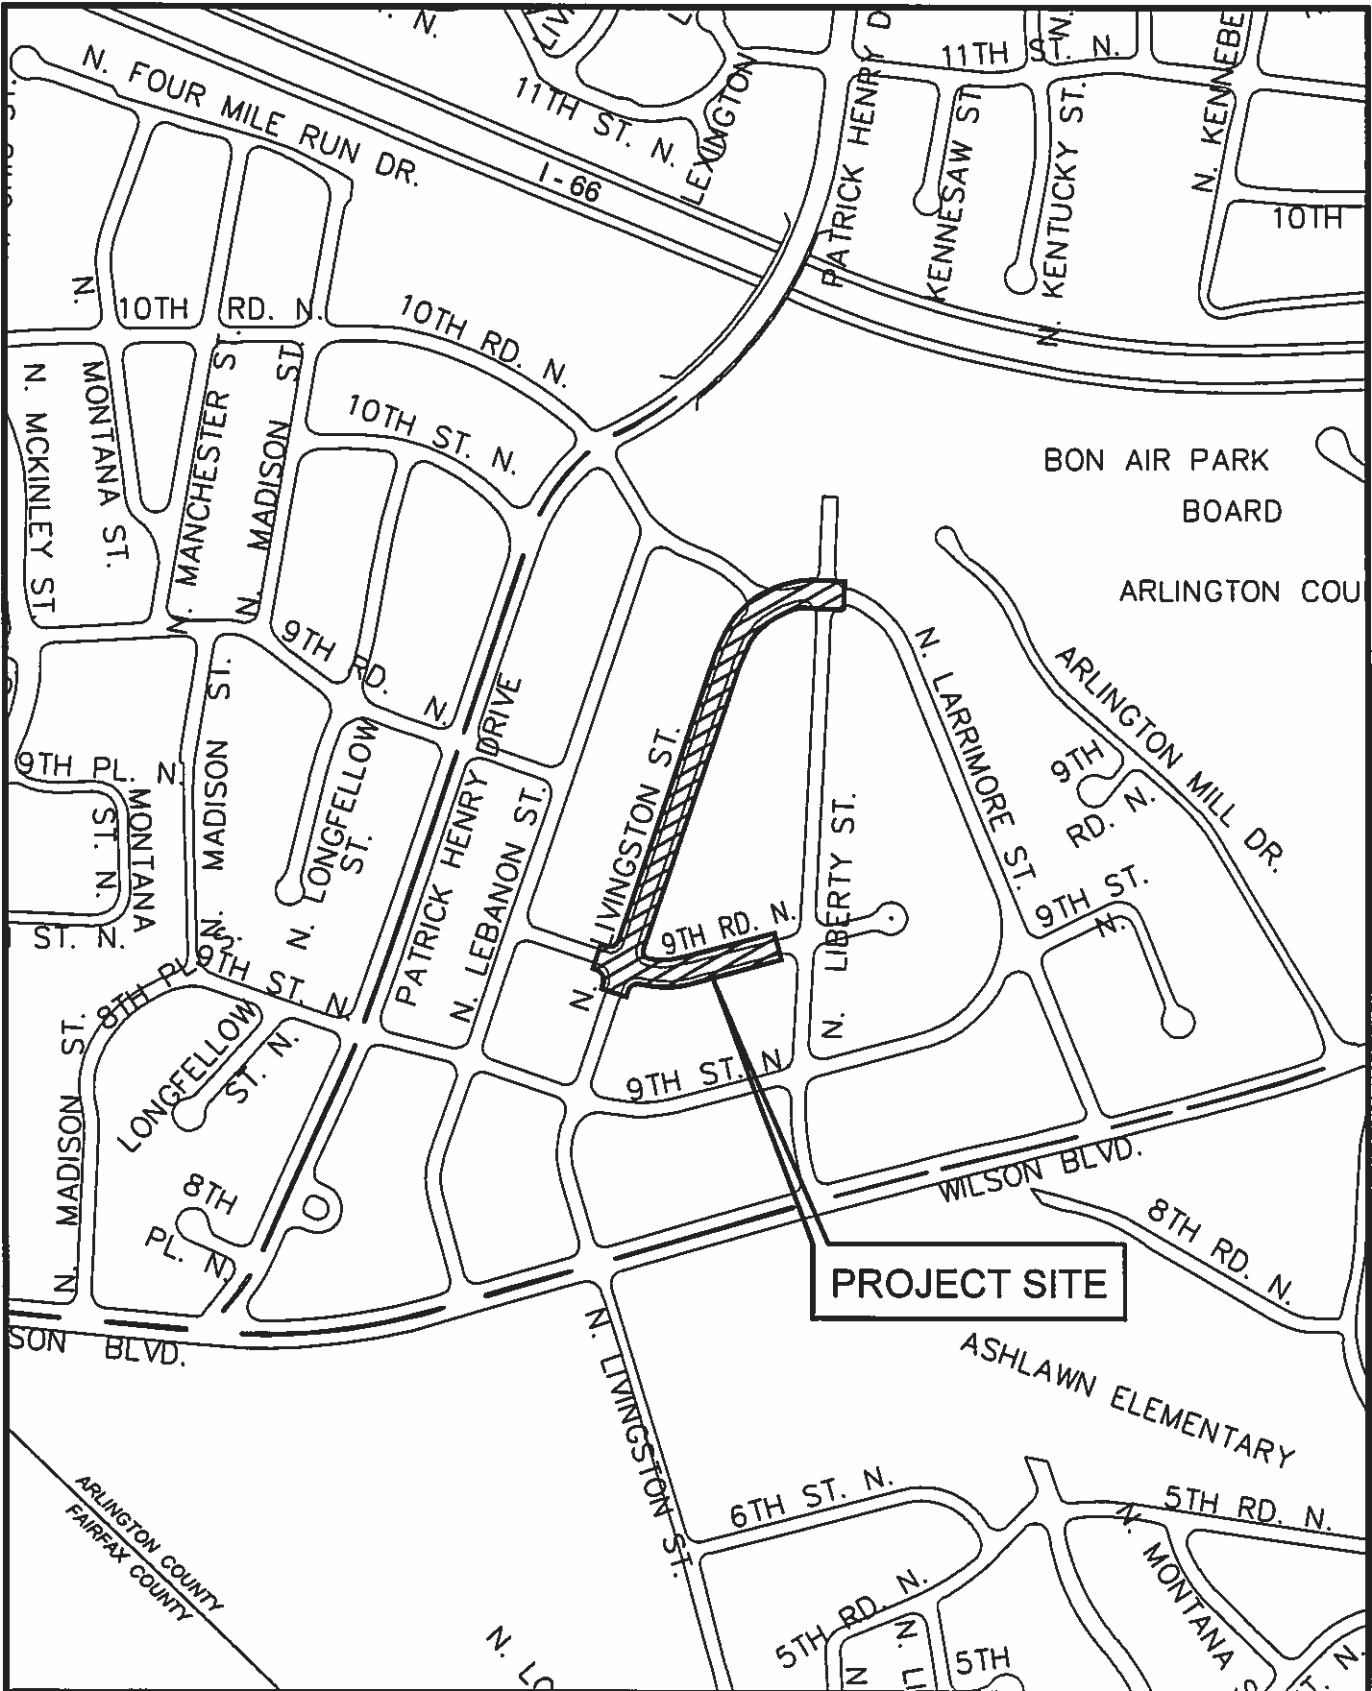 N. FOUR MILE RUN DR.
11TH ST. N.
I-66
LEXINGTON
PATRICK HENRY D
11TH ST. N.
KENNESAW ST.
N. KENTUCKY ST.
N. KENNEBE
10TH
N. MONTANA ST.
10TH RD. N.
10TH RD. N.
10TH ST. N.
N. MCKINLEY ST
N. MANCHESTER ST.
N. MADISON ST.
BON AIR PARK
BOARD
ARLINGTON COU
9TH RD. N.
PATRICK HENRY DRIVE
N. LIVINGSTON ST.
N. LARRIMORE ST.
ARLINGTON MILL DR.
9TH RD. N.
9TH PL. N.
MONTANA ST. N.
N. MADISON ST.
N. LONGFELLOW ST.
N. LEBANON ST.
N. LIBERTY ST.
9TH RD. N.
9TH ST. N.
ST. N.
8TH PL.
9TH ST. N.
LONGFELLOW ST. N.
9TH ST. N
N. MADISON ST.
8TH PL. N.
WILSON BLVD.
8TH RD. N.
PROJECT SITE
SON BLVD.
ASHLAWN ELEMENTARY
N. LIVINGSTON ST.
ARLINGTON COUNTY
FAIRFAX COUNTY
6TH ST. N.
5TH RD. N.
N. MONTANA S
5TH RD. N.
N. LI
5TH
N. LO